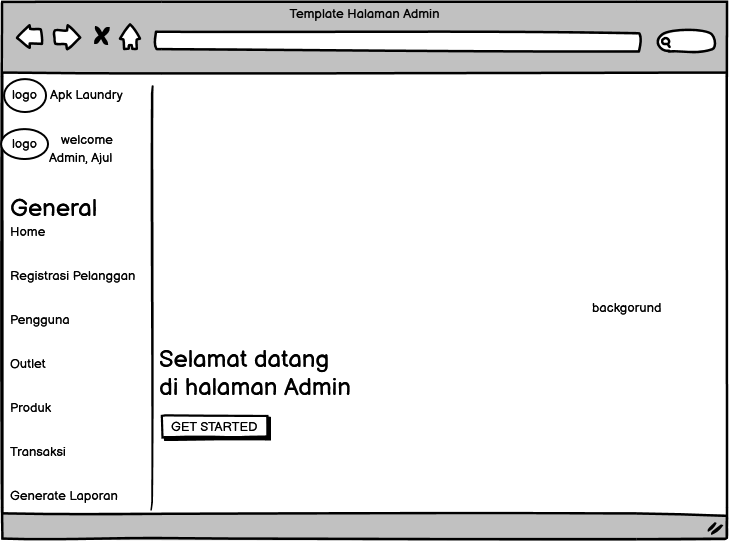 Template Halaman Admin
logo Apk Laundry
logo welcome
Admin, Ajul
General
Home
Registrasi Pelanggan
Pengguna
Outlet
Produk
Transaksi
Generate Laporan
backgorund
Selamat datang
di halaman Admin
GET STARTED